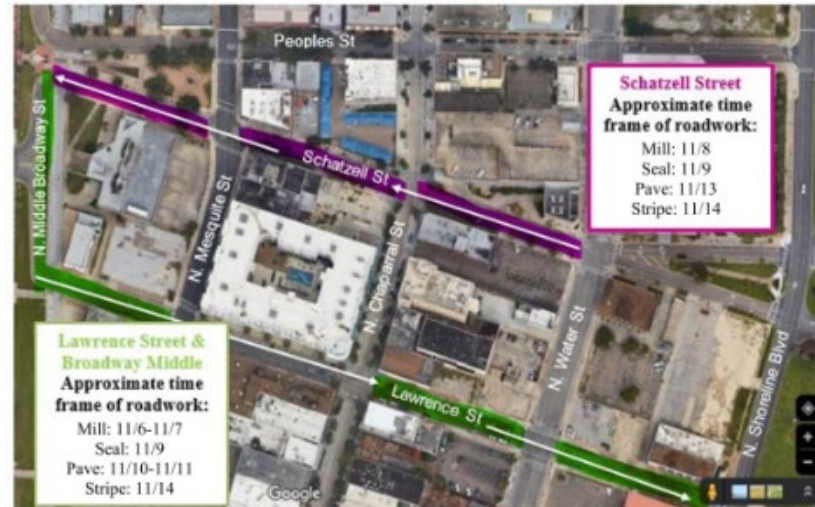 Peoples St
Schatzell Street
Approximate time
frame of roadwork:
Mill: 11/8
Seal: 11/9
Pave: 11/13
Stripe: 11/14
Schatzell St
N. Middle Broadway St
N. Mesquite St
N. Chaparral St
N. Water St
N. Shoreline Blvd
Lawrence St
Lawrence Street &
Broadway Middle
Approximate time
frame of roadwork:
Mill: 11/6-11/7
Seal: 11/9
Pave: 11/10-11/11
Stripe: 11/14
Google